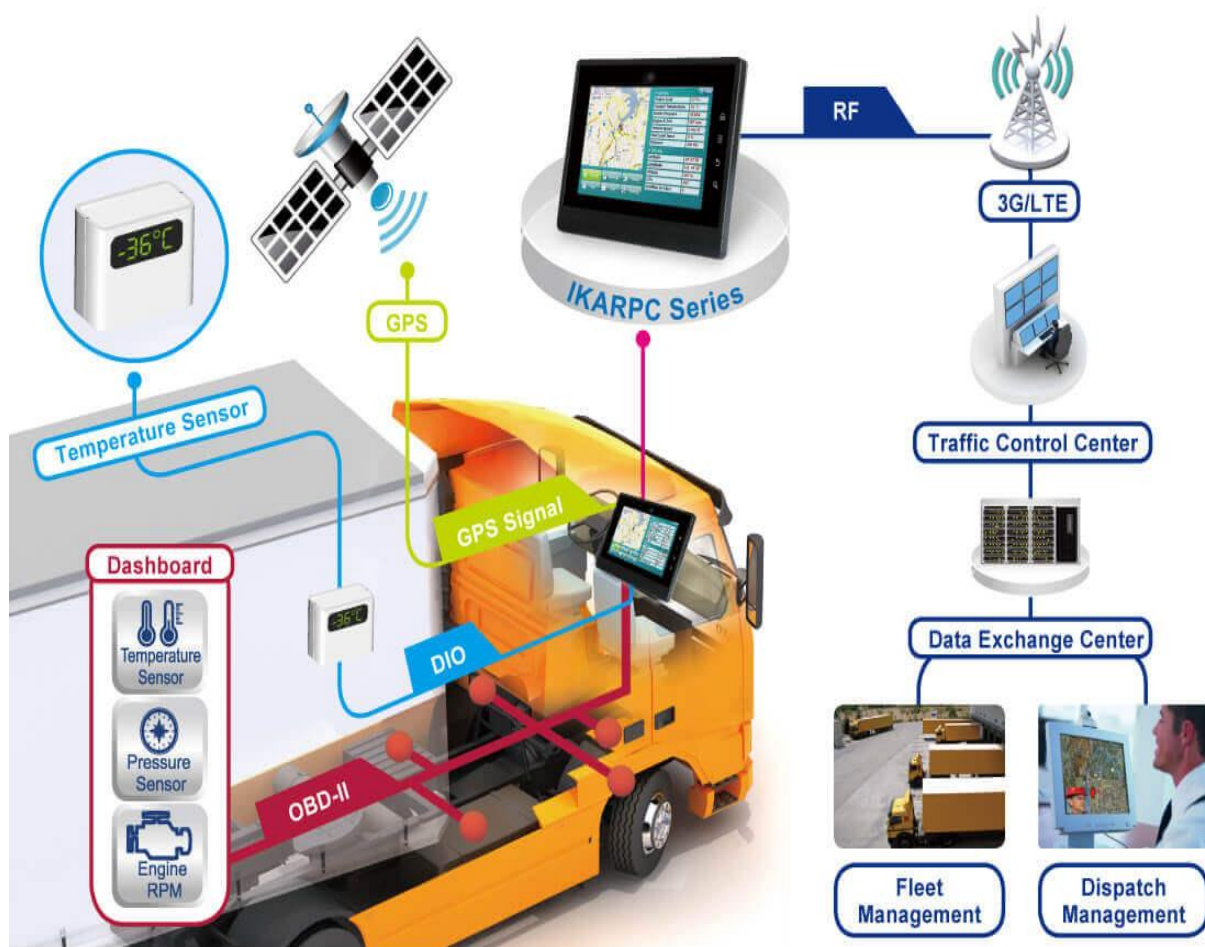 RF
3G/LTE
-36°C
IKARPC Series
GPS
Temperature Sensor
Traffic Control Center
GPS Signal
Dashboard
Temperature
Sensor
-36°C
DIO
Data Exchange Center
Pressure
Sensor
OBD-II
Engine
RPM
Fleet
Management
Dispatch
Management